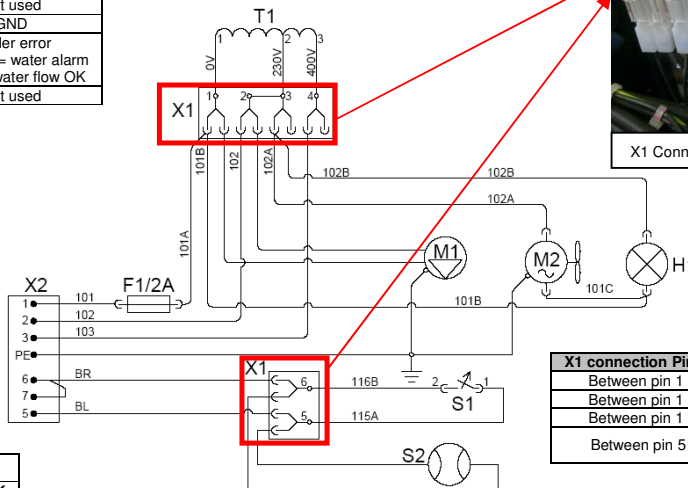 t used
GND
er error
= water alarm
water flow OK
t used
T1
1 2 3
0V 230V 400V
X1 1 2 3 4
101B 102 102A
102B 102B
102A
101A
M1 M2 H1
101C
X2 F1/2A
1 101
101B
2 102
3 103
PE
X1
6 BR 6 116B 2 1
7 S1
5 BL 5 115A
S2
X1 Conn
X1 connection Pin
Between pin 1
Between pin 1
Between pin 1
Between pin 5